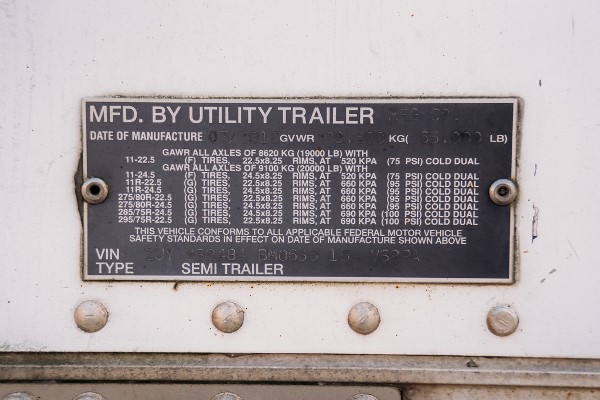 MFD. BY UTILITY TRAILER
DATE OF MANUFACTURE GVWR KG( LB)
GAWR ALL AXLES OF 8620 KG (19000 LB) WITH
11-22.5 (F) TIRES, 22.5x8.25 RIMS, AT 520 KPA (75 PSI) COLD DUAL
GAWR ALL AXLES OF 9100 KG (20000 LB) WITH
11-24.5 (F) TIRES, 24.5x8.25 RIMS, AT 520 KPA (75 PSI) COLD DUAL
11R-22.5 (G) TIRES, 22.5x8.25 RIMS, AT 660 KPA (95 PSI) COLD DUAL
11R-24.5 (G) TIRES, 24.5x8.25 RIMS, AT 660 KPA (95 PSI) COLD DUAL
275/80R-22.5 (G) TIRES, 22.5x8.25 RIMS, AT 660 KPA (95 PSI) COLD DUAL
275/80R-24.5 (G) TIRES, 24.5x8.25 RIMS, AT 660 KPA (95 PSI) COLD DUAL
285/75R-24.5 (G) TIRES, 24.5x8.25 RIMS, AT 690 KPA (100 PSI) COLD DUAL
295/75R-22.5 (G) TIRES, 22.5x8.25 RIMS, AT 690 KPA (100 PSI) COLD DUAL
THIS VEHICLE CONFORMS TO ALL APPLICABLE FEDERAL MOTOR VEHICLE
SAFETY STANDARDS IN EFFECT ON DATE OF MANUFACTURE SHOWN ABOVE
VIN
TYPE SEMI TRAILER